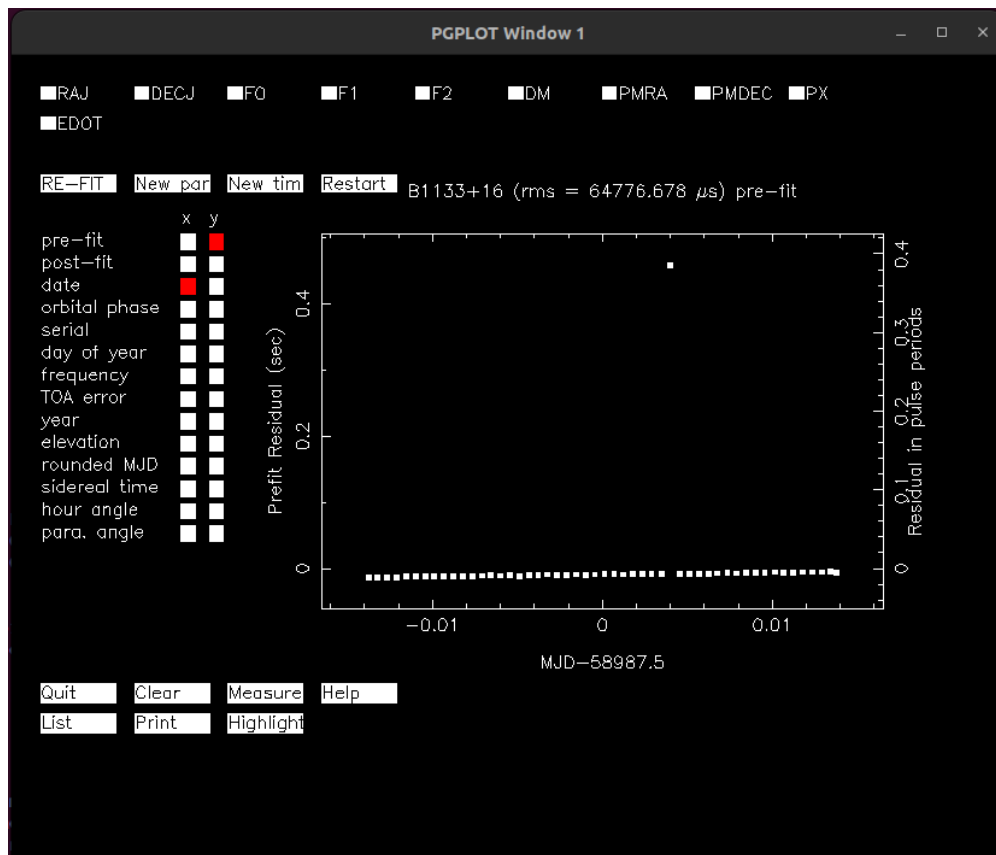 PGPLOT Window 1
RAJ DECJ F0 F1 F2 DM PMRA PMDEC PX
EDOT
RE-FIT New par New tim Restart
B1133+16 (rms = 64776.678 μs) pre-fit
x y
pre-fit
post-fit
date
orbital phase
serial
day of year
frequency
TOA error
year
elevation
rounded MJD
sidereal time
hour angle
para. angle
Prefit Residual (sec)
0 0.2 0.4
Residual in pulse periods
0 0.1 0.2 0.3 0.4
-0.01 0 0.01
MJD-58987.5
Quit Clear Measure Help
List Print Highlight